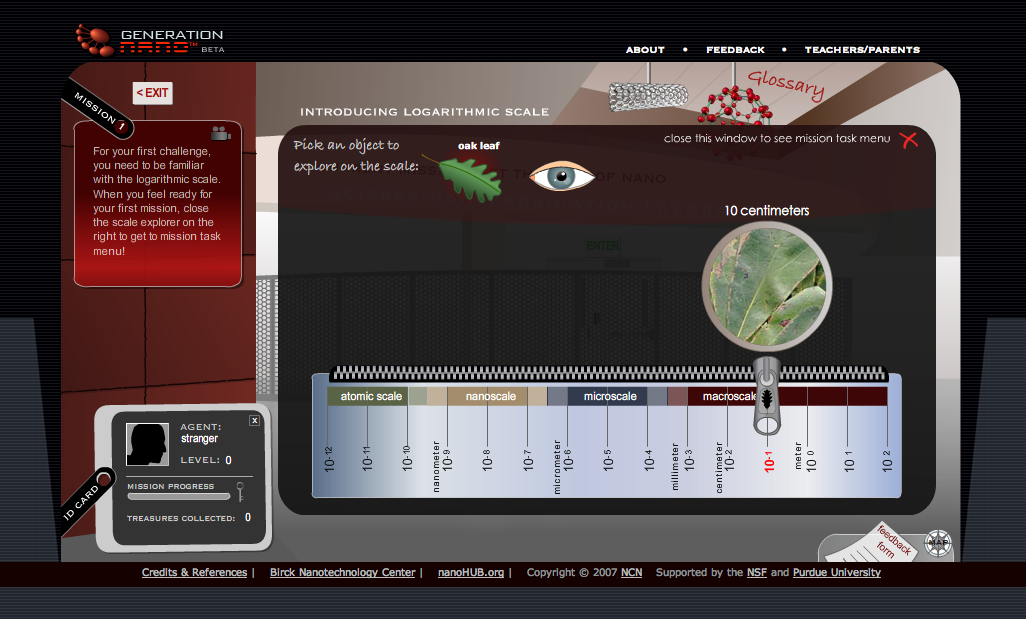 GENERATION
nano™ BETA
ABOUT • FEEDBACK • TEACHERS/PARENTS
< EXIT
MISSION 1
Glossary
INTRODUCING LOGARITHMIC SCALE
close this window to see mission task menu
Pick an object to
explore on the scale:
oak leaf
For your first challenge,
you need to be familiar
with the logarithmic scale.
When you feel ready for
your first mission, close
the scale explorer on the
right to get to mission task
menu!
OF NANO
ENTER
10 centimeters
atomic scale nanoscale microscale macroscale
10-12 10-11 10-10 nanometer 10-9 10-8 10-7 micrometer 10-6 10-5 10-4 millimeter 10-3 centimeter 10-2 10-1 meter 10 0 10 1 10 2
X
AGENT:
stranger
LEVEL: 0
MISSION PROGRESS
TREASURES COLLECTED: 0
ID CARD
feedback
form
MAP
Credits & References | Birck Nanotechnology Center | nanoHUB.org | Copyright © 2007 NCN Supported by the NSF and Purdue University